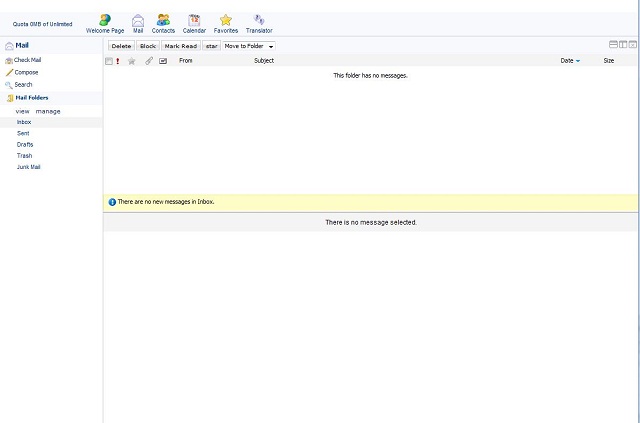 Quota 0MB of Unlimited
Welcome Page Mail Contacts Calendar Favorites Translator
Mail
Check Mail
Compose
Search
Mail Folders
view manage
Inbox
Sent
Drafts
Trash
Junk Mail
Delete Block Mark Read star Move to Folder
From Subject Date Size
This folder has no messages.
There are no new messages in Inbox.
There is no message selected.